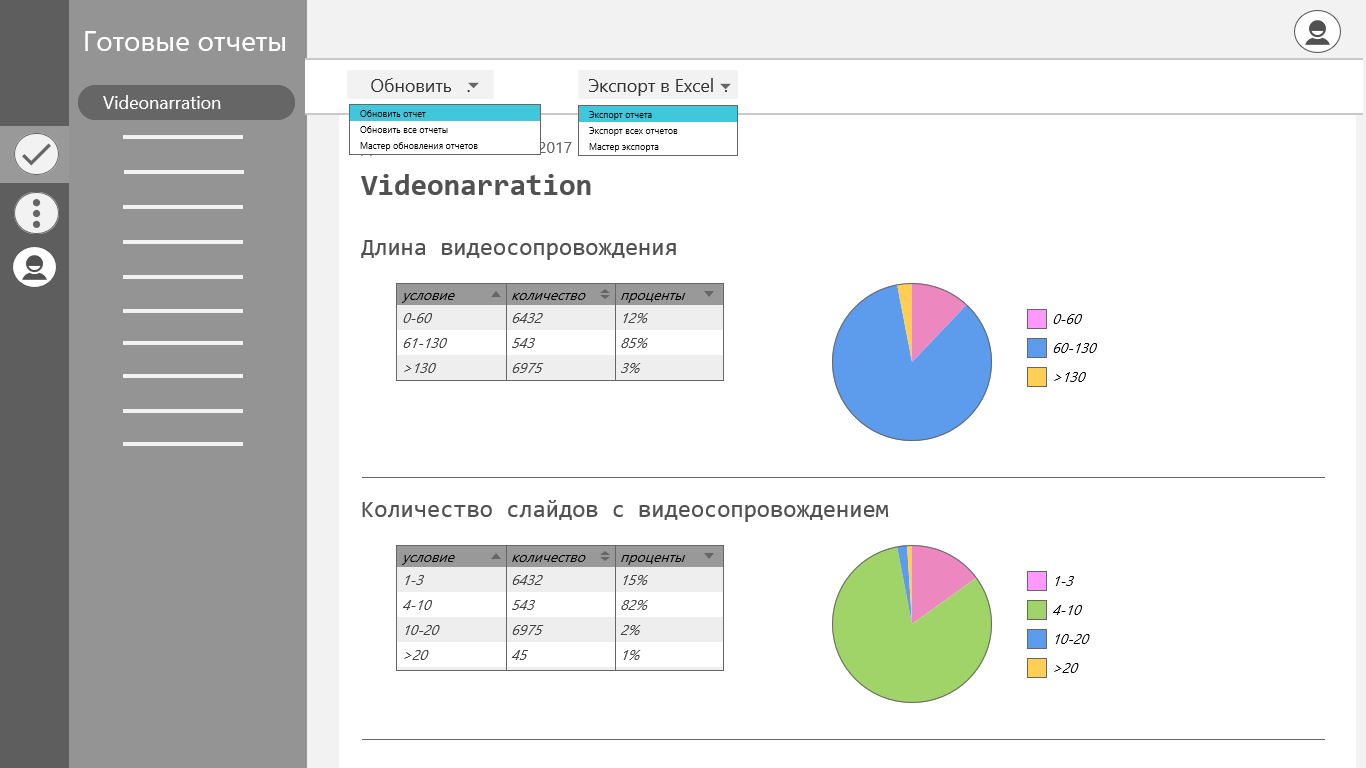 Готовые отчеты
Videonarration
Обновить
Обновить отчет
Обновить все отчеты
Мастер обновления отчетов
Экспорт в Excel
Экспорт отчета
Экспорт всех отчетов
Мастер экспорта
2017
Videonarration
Длина видеосопровождения
условие количество проценты
0-60 6432 12%
61-130 543 85%
>130 6975 3%
0-60
60-130
>130
Количество слайдов с видеосопровождением
условие количество проценты
1-3 6432 15%
4-10 543 82%
10-20 6975 2%
>20 45 1%
1-3
4-10
10-20
>20